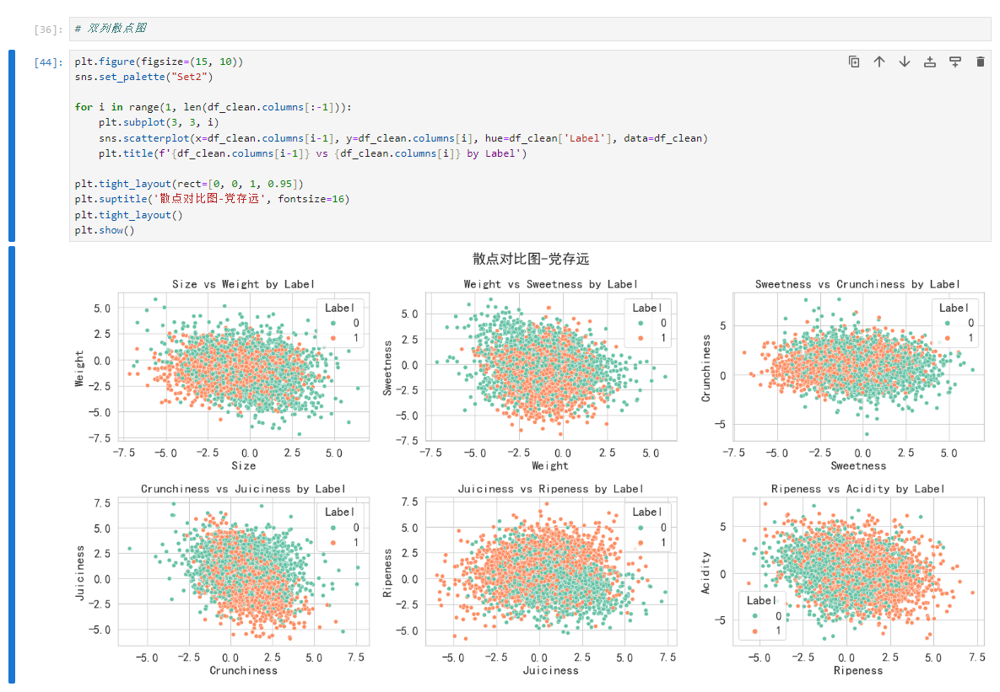 [36]: # 双列散点图
[44]: plt.figure(figsize=(15, 10))
sns.set_palette("Set2")
for i in range(1, len(df_clean.columns[:-1])):
    plt.subplot(3, 3, i)
    sns.scatterplot(x=df_clean.columns[i-1], y=df_clean.columns[i], hue=df_clean['Label'], data=df_clean)
    plt.title(f'{df_clean.columns[i-1]} vs {df_clean.columns[i]} by Label')
plt.tight_layout(rect=[0, 0, 1, 0.95])
plt.suptitle('散点对比图-党存远', fontsize=16)
plt.tight_layout()
plt.show()
散点对比图-党存远
Size vs Weight by Label
Label
0
1
5.0
2.5
0.0
-2.5
-5.0
-7.5
Weight
-7.5 -5.0 -2.5 0.0 2.5 5.0
Size
Weight vs Sweetness by Label
Label
0
1
5.0
2.5
0.0
-2.5
-5.0
-7.5
Sweetness
-7.5 -5.0 -2.5 0.0 2.5 5.0
Weight
Sweetness vs Crunchiness by Label
Label
0
1
5
0
-5
Crunchiness
-7.5 -5.0 -2.5 0.0 2.5 5.0
Sweetness
Crunchiness vs Juiciness by Label
Label
0
1
7.5
5.0
2.5
0.0
-2.5
-5.0
Juiciness
-5.0 -2.5 0.0 2.5 5.0 7.5
Crunchiness
Juiciness vs Ripeness by Label
Label
0
1
7.5
5.0
2.5
0.0
-2.5
-5.0
Ripeness
-5.0 -2.5 0.0 2.5 5.0 7.5
Juiciness
Ripeness vs Acidity by Label
Label
0
1
5
0
-5
Acidity
-5.0 -2.5 0.0 2.5 5.0 7.5
Ripeness